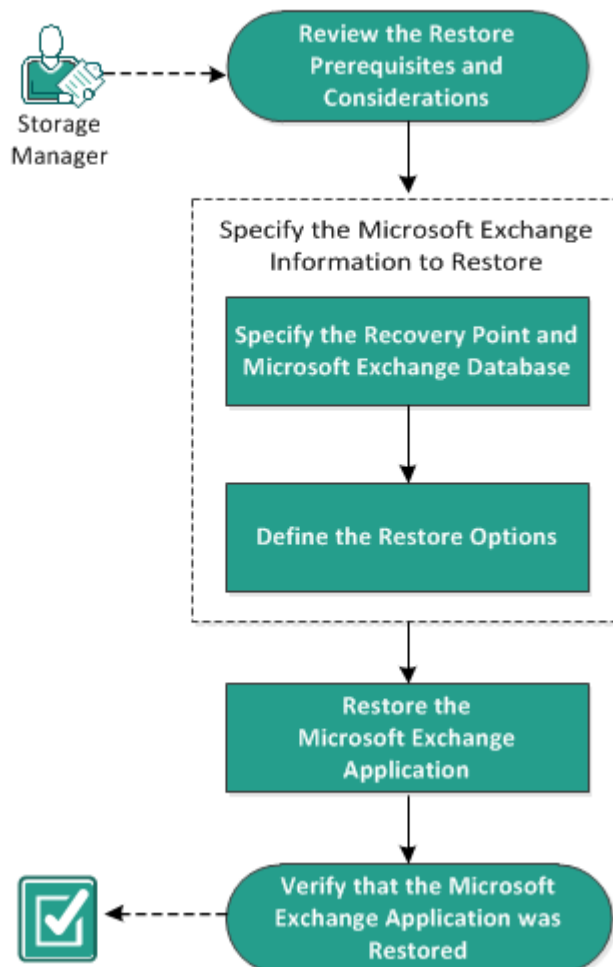 Review the Restore
Prerequisites and
Considerations
Storage
Manager
Specify the Microsoft Exchange
Information to Restore
Specify the Recovery Point and
Microsoft Exchange Database
Define the Restore Options
Restore the
Microsoft Exchange
Application
Verify that the Microsoft
Exchange Application was
Restored